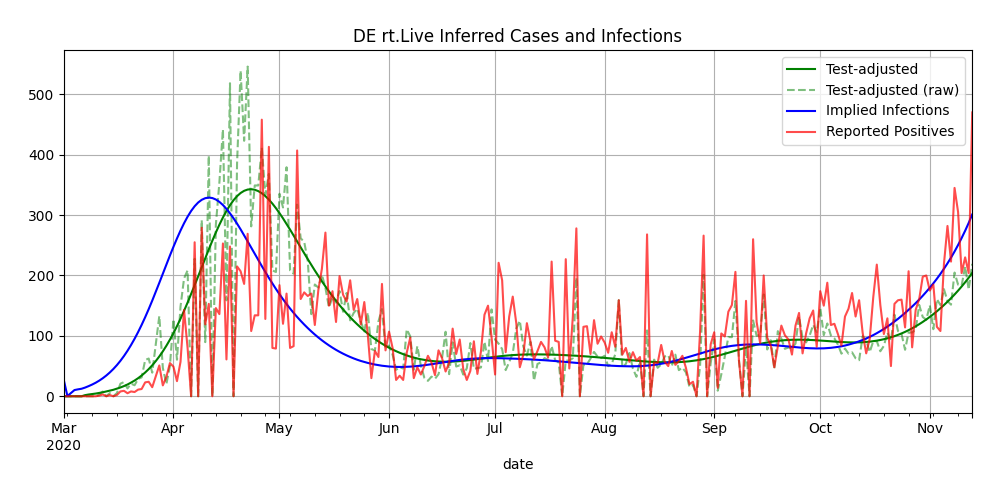 DE rt.Live Inferred Cases and Infections
Test-adjusted
Test-adjusted (raw)
Implied Infections
Reported Positives
500
400
300
200
100
0
Mar Apr May Jun Jul Aug Sep Oct Nov
2020
date